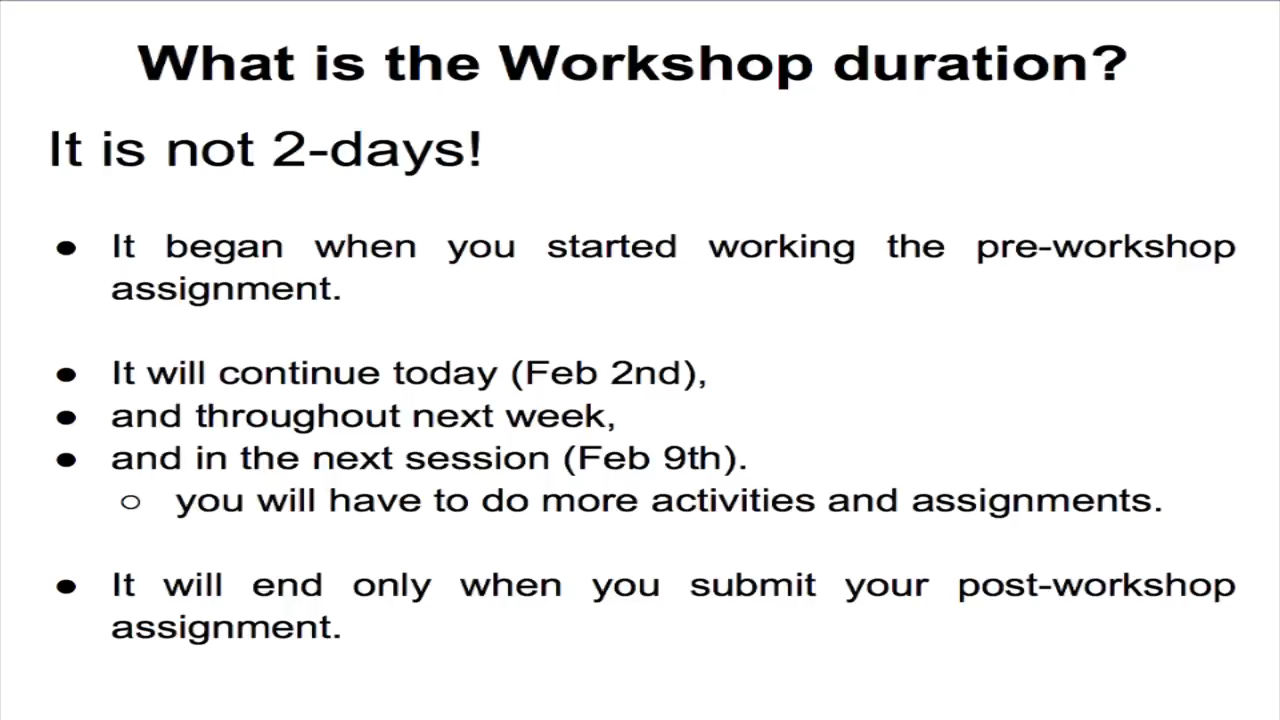 What is the Workshop duration?
It is not 2-days!
● It began when you started working the pre-workshop
assignment.
● It will continue today (Feb 2nd),
● and throughout next week,
● and in the next session (Feb 9th).
○ you will have to do more activities and assignments.
● It will end only when you submit your post-workshop
assignment.